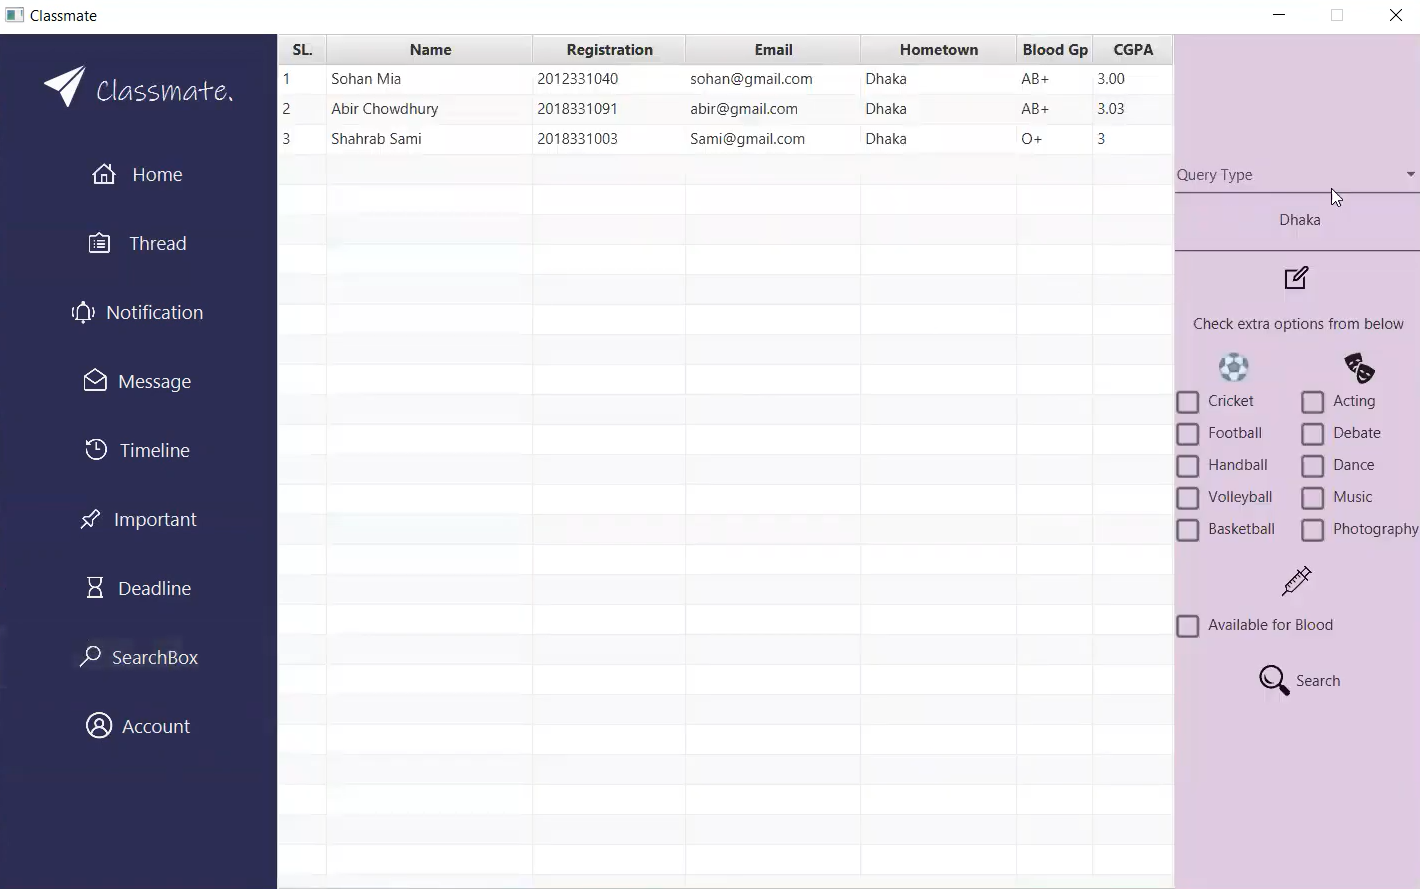 Classmate
Classmate.
Home
Thread
Notification
Message
Timeline
Important
Deadline
SearchBox
Account
SL. Name Registration Email Hometown Blood Gp CGPA
1 Sohan Mia 2012331040 sohan@gmail.com Dhaka AB+ 3.00
2 Abir Chowdhury 2018331091 abir@gmail.com Dhaka AB+ 3.03
3 Shahrab Sami 2018331003 Sami@gmail.com Dhaka O+ 3
Query Type
Dhaka
Check extra options from below
Cricket Acting
Football Debate
Handball Dance
Volleyball Music
Basketball Photography
Available for Blood
Search